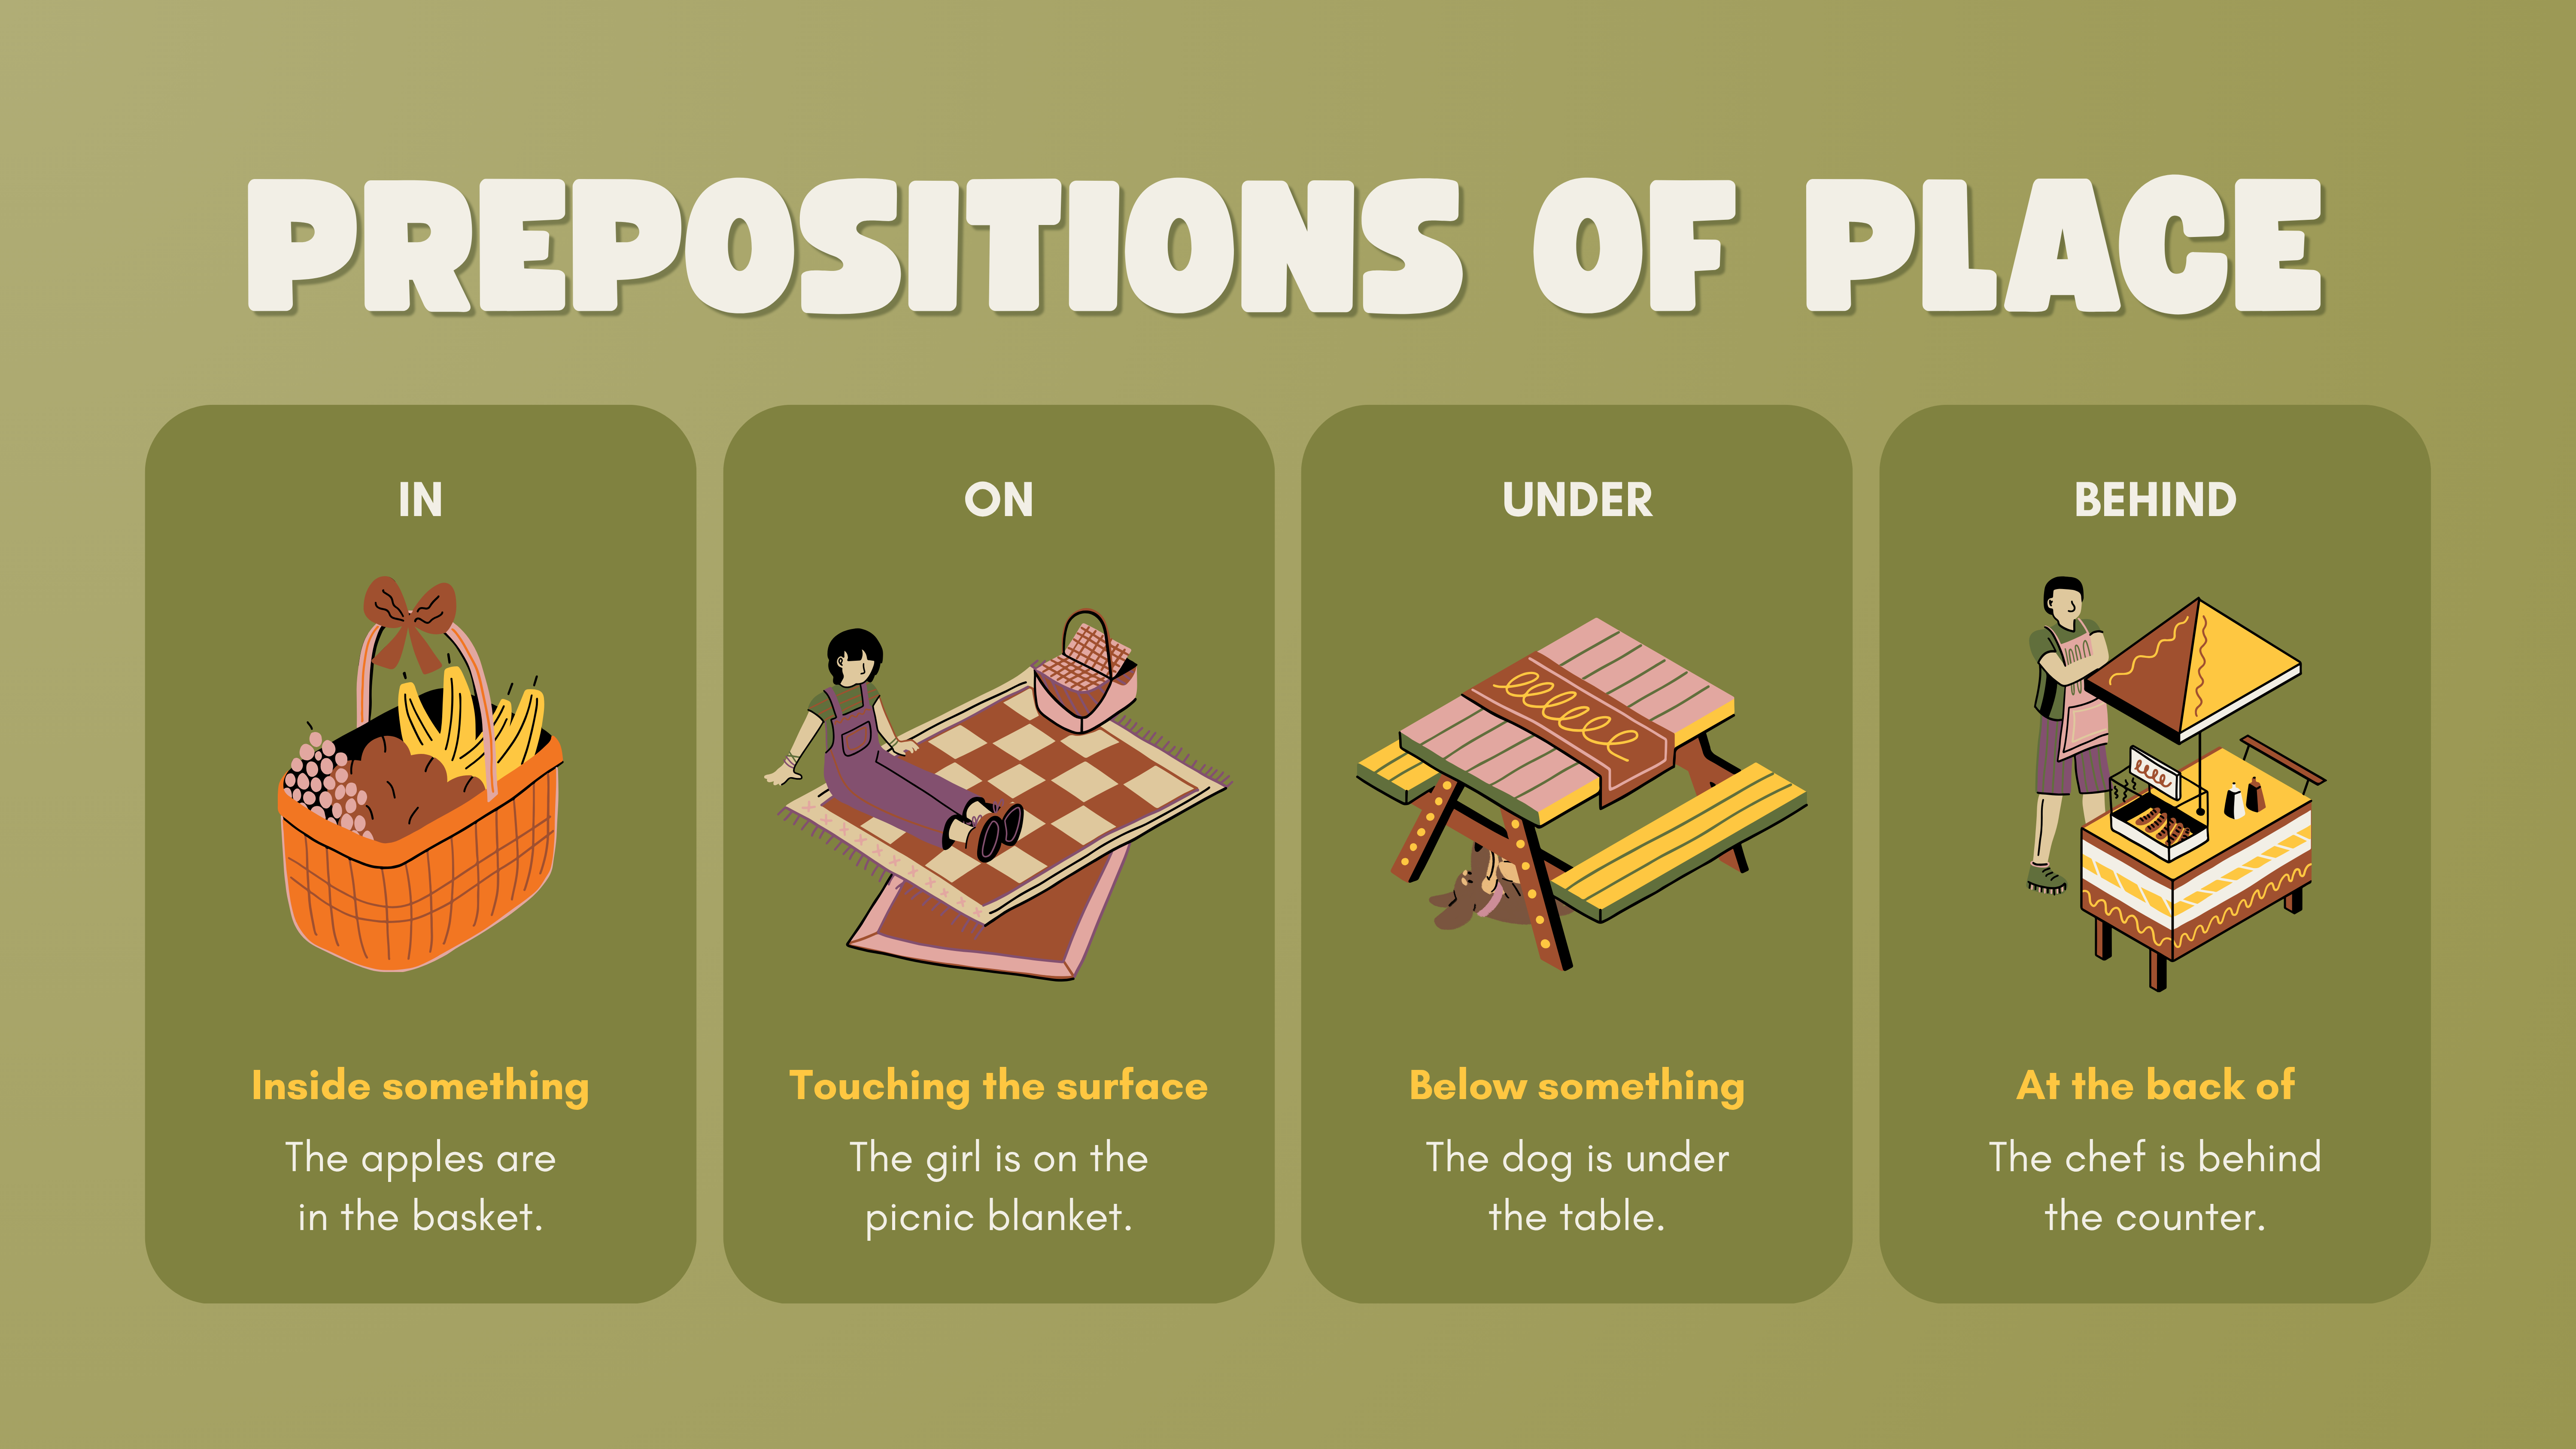 PREPOSITIONS OF PLACE
IN
Inside something
The apples are
in the basket.
ON
Touching the surface
The girl is on the
picnic blanket.
UNDER
Below something
The dog is under
the table.
BEHIND
At the back of
The chef is behind
the counter.